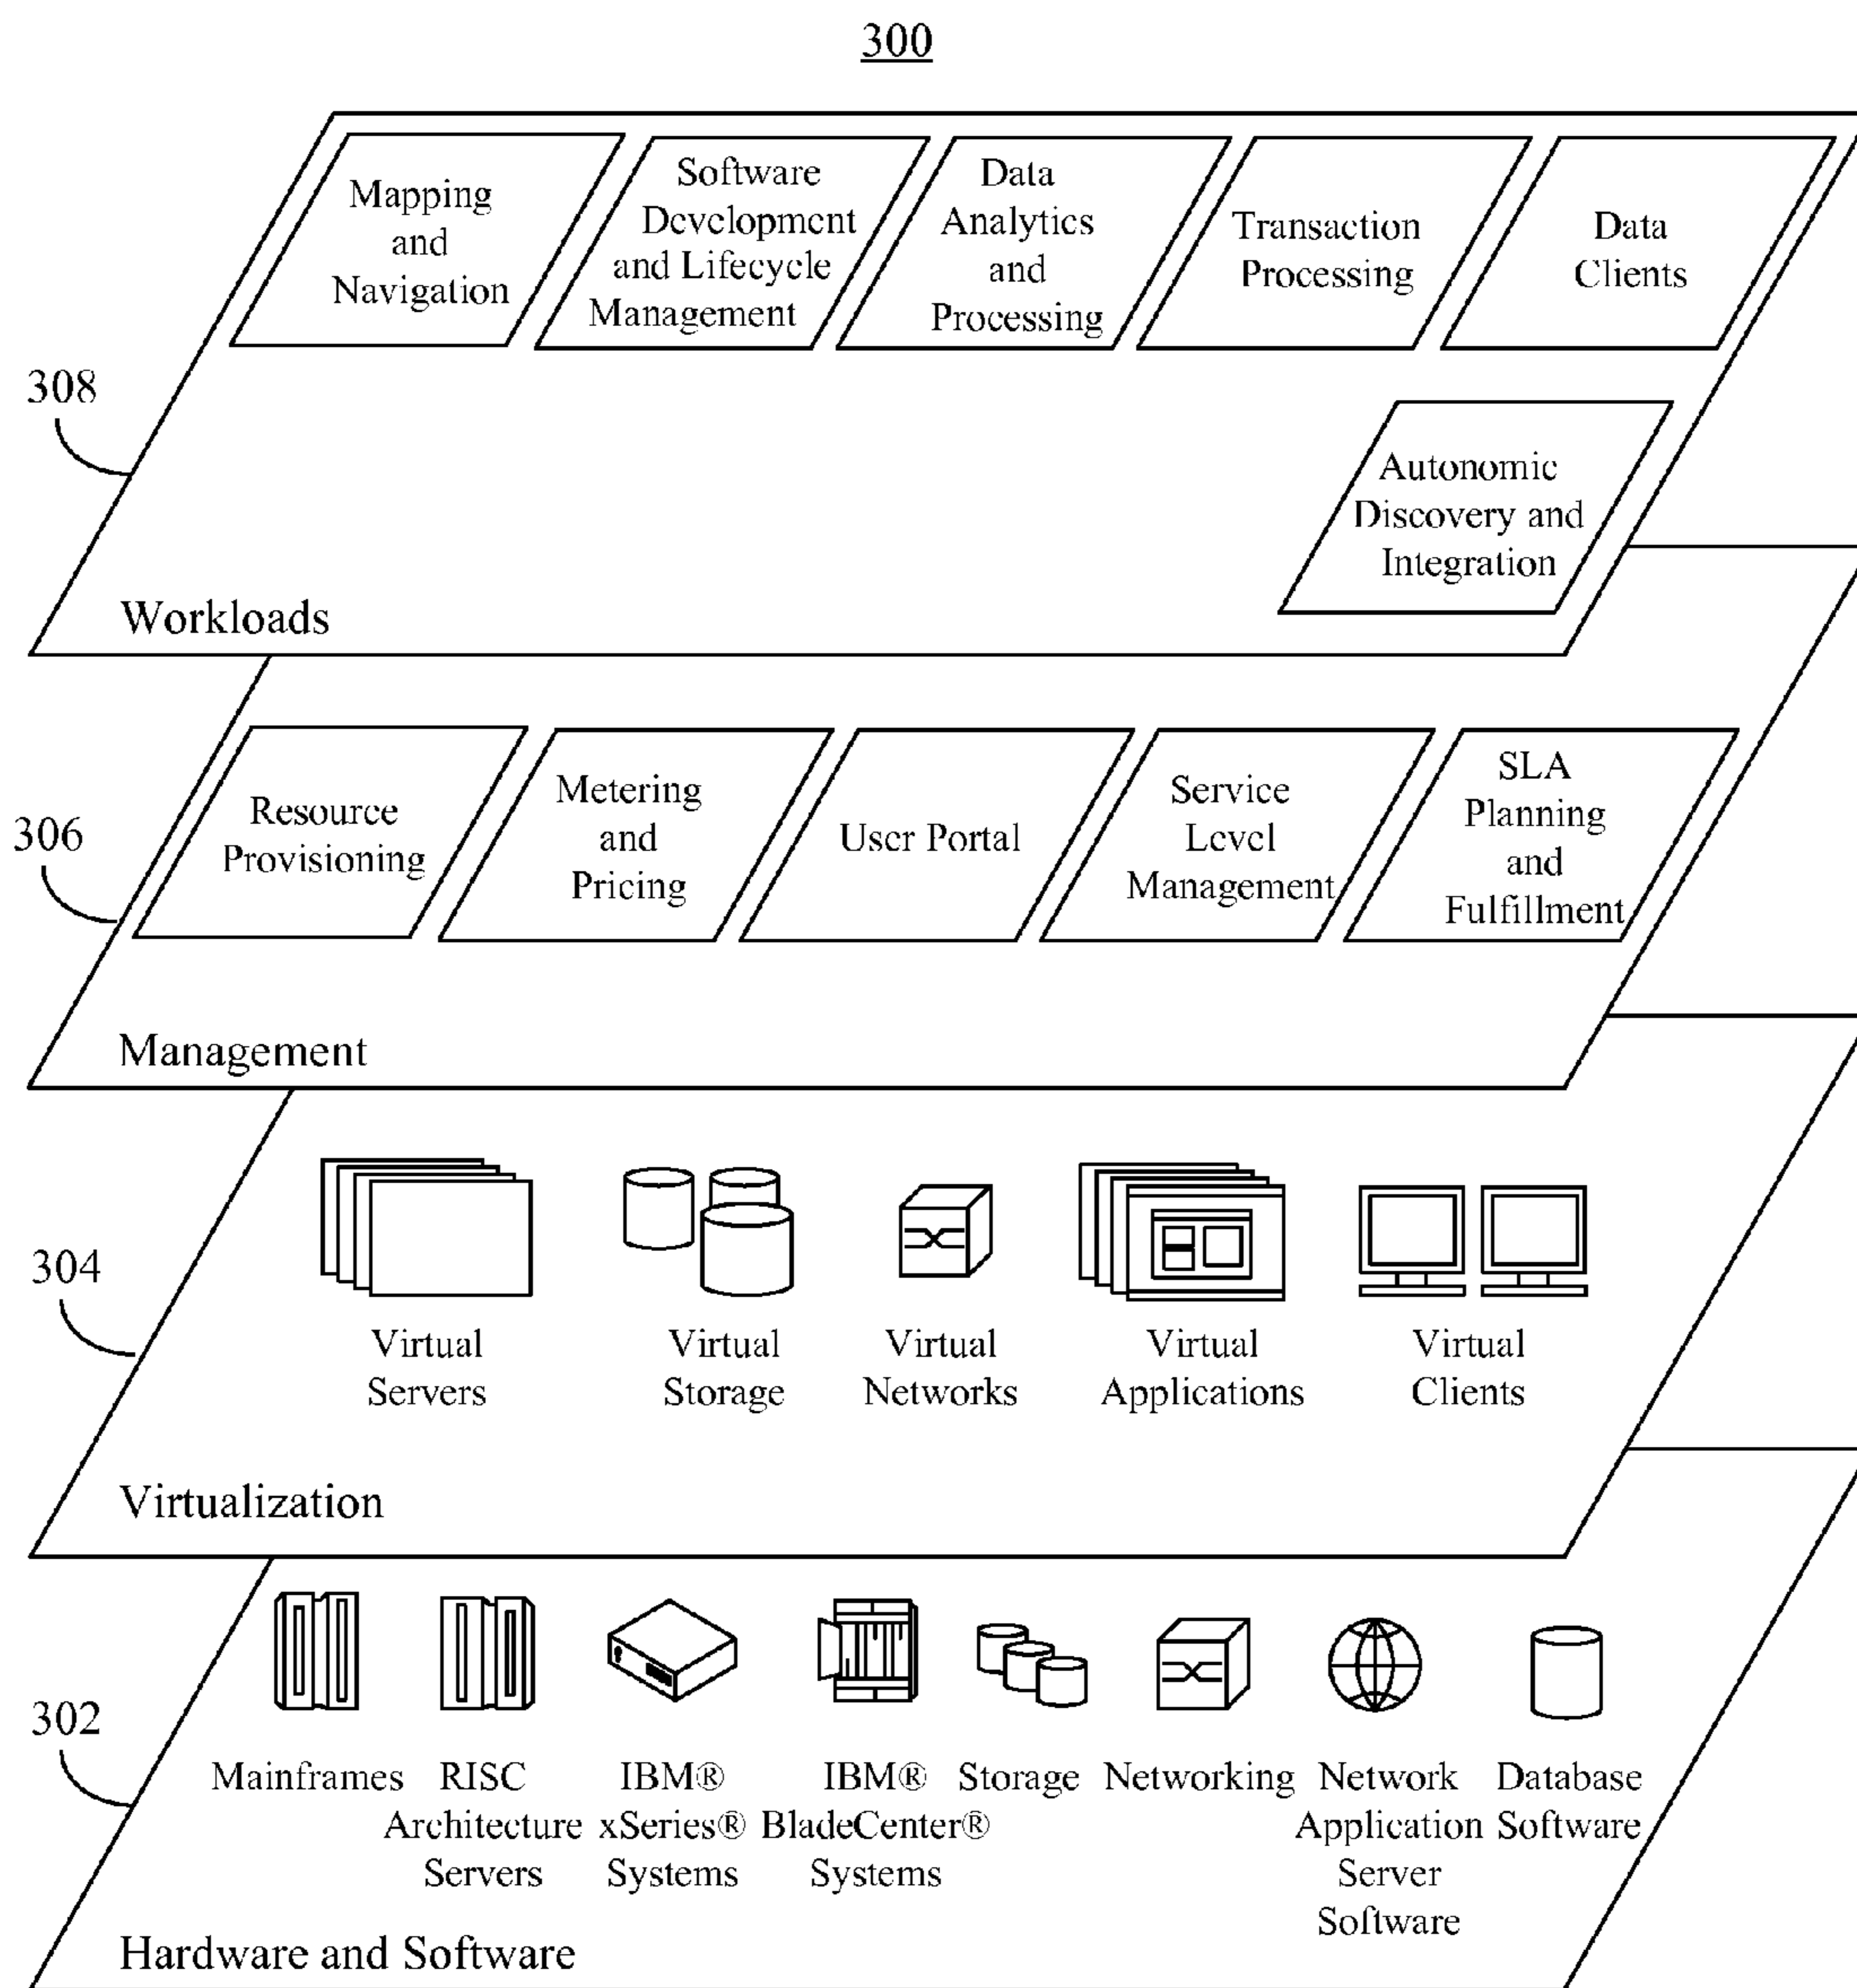 300
Mapping
and
Navigation
Software
Development
and Lifecycle
Management
Data
Analytics
and
Processing
Transaction
Processing
Data
Clients
308
Autonomic
Discovery and
Integration
Workloads
Resource
Provisioning
Metering
and
Pricing
User Portal
Service
Level
Management
SLA
Planning
and
Fulfillment
306
Management
304
Virtual
Servers
Virtual
Storage
Virtual
Networks
Virtual
Applications
Virtual
Clients
Virtualization
302
Mainframes
RISC
Architecture
Servers
IBM®
xSeries®
Systems
IBM®
BladeCenter®
Systems
Storage
Networking
Network
Application
Server
Software
Database
Software
Hardware and Software